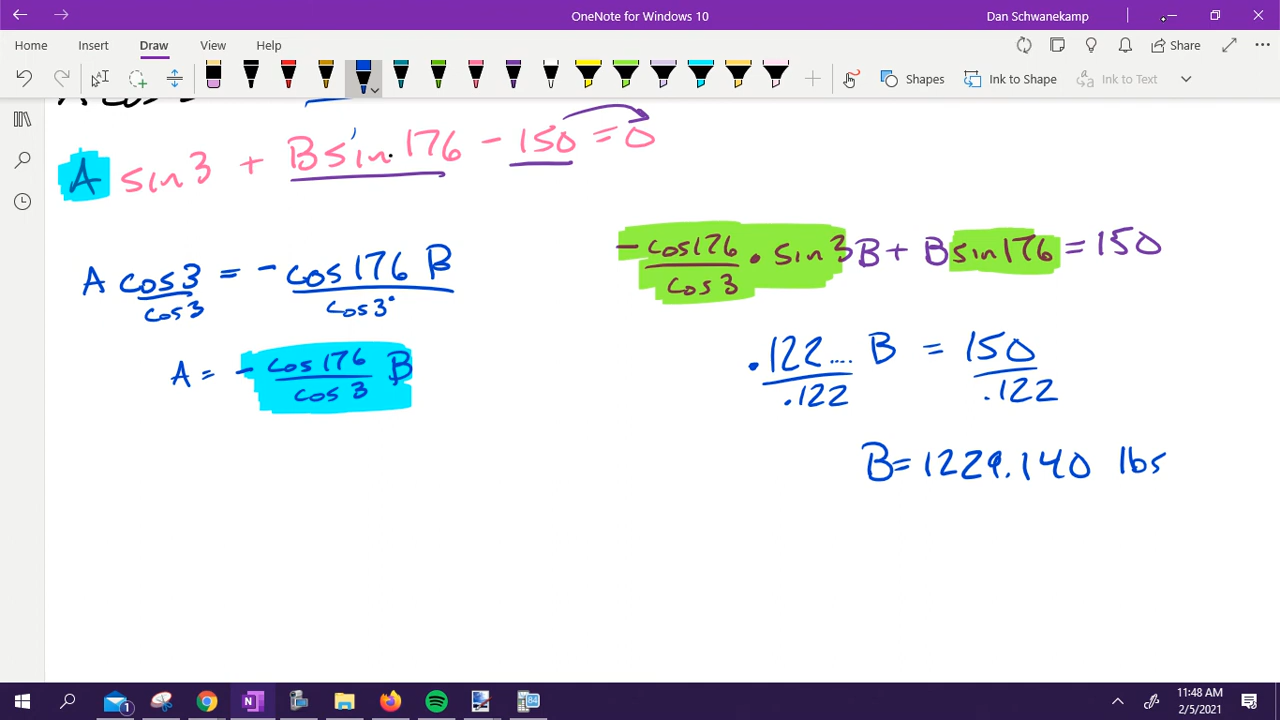 OneNote for Windows 10
Dan Schwanekamp
Home Insert Draw View Help
Share
Shapes Ink to Shape Ink to Text
A cos
A sin 3 + B sin 176 - 150 = 0
A cos 3 = - cos 176 B
cos 3 cos 3
A = - cos 176 B
cos 3
- cos 176 · sin 3 B + B sin 176 = 150
cos 3
.122.... B = 150
.122 .122
B = 1229.140 lbs
11:48 AM
2/5/2021